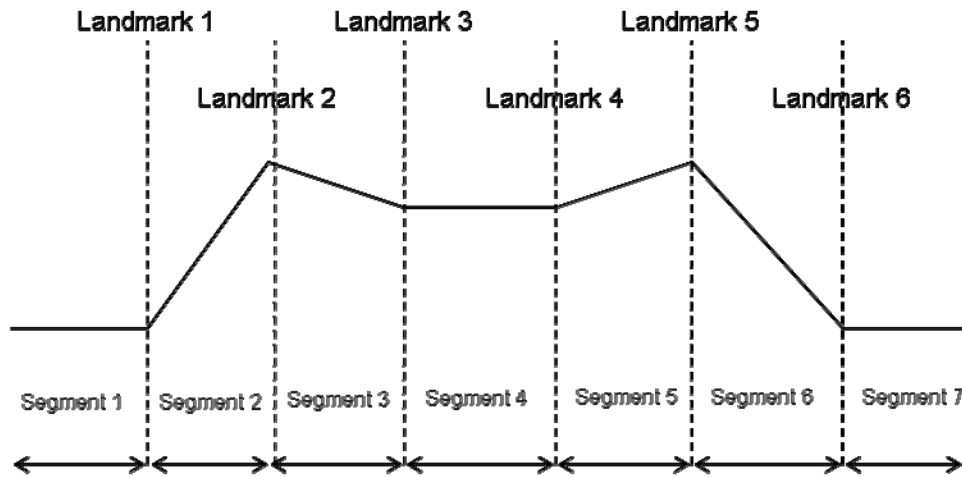 Landmark 1 Landmark 3 Landmark 5
Landmark 2 Landmark 4 Landmark 6
Segment 1 Segment 2 Segment 3 Segment 4 Segment 5 Segment 6 Segment 7